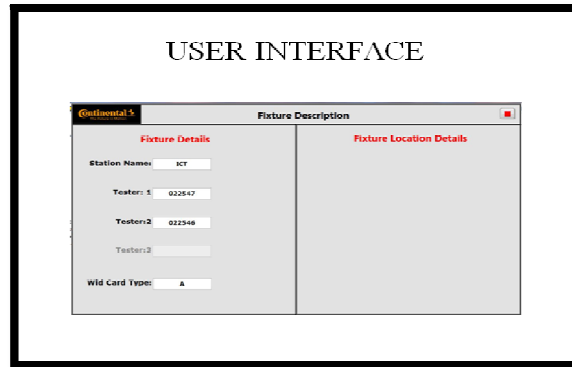 USER INTERFACE
Continental
Fixture Description
Fixture Details
Fixture Location Details
Station Name: ICT
Tester: 1 022547
Tester:2 022546
Tester:3
Wid Card Type: A